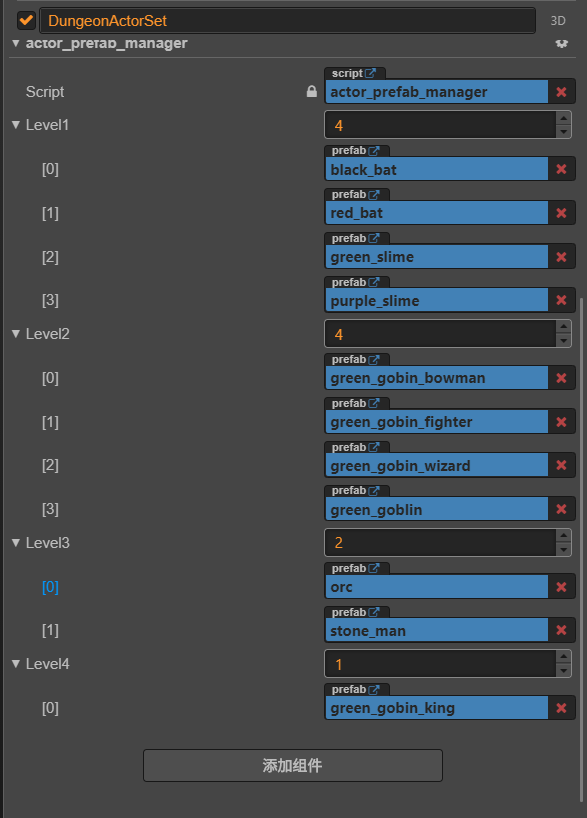 DungeonActorSet 3D
actor_prefab_manager
script
Script actor_prefab_manager
Level1 4
prefab
[0] black_bat
prefab
[1] red_bat
prefab
[2] green_slime
prefab
[3] purple_slime
Level2 4
prefab
[0] green_gobin_bowman
prefab
[1] green_gobin_fighter
prefab
[2] green_gobin_wizard
prefab
[3] green_goblin
Level3 2
prefab
[0] orc
prefab
[1] stone_man
Level4 1
prefab
[0] green_gobin_king
添加组件